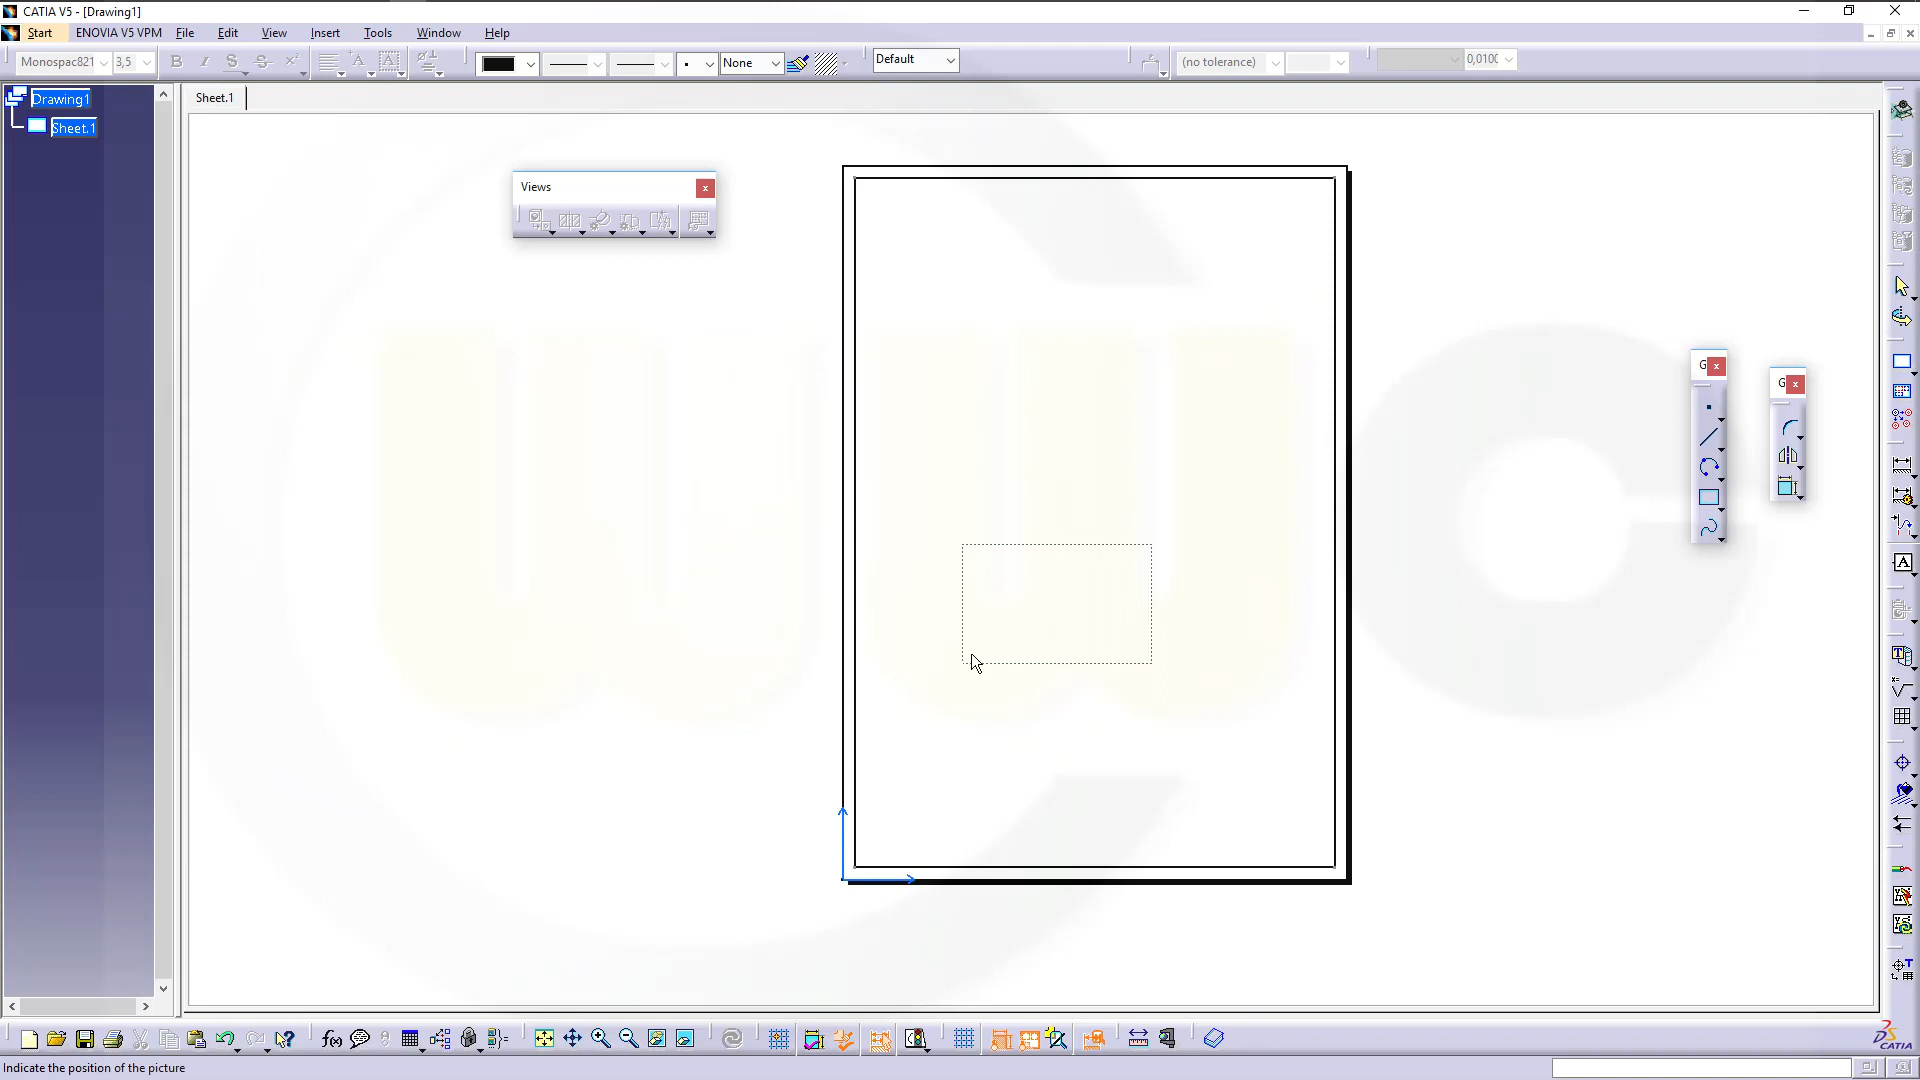 CATIA V5 - [Drawing1]
Start ENOVIA V5 VPM File Edit View Insert Tools Window Help
Monospac821 3,5 B I S S None Default (no tolerance) 0,0100
Drawing1
Sheet.1
Sheet.1
Views
G
G
A
f(x)
CATIA
Indicate the position of the picture